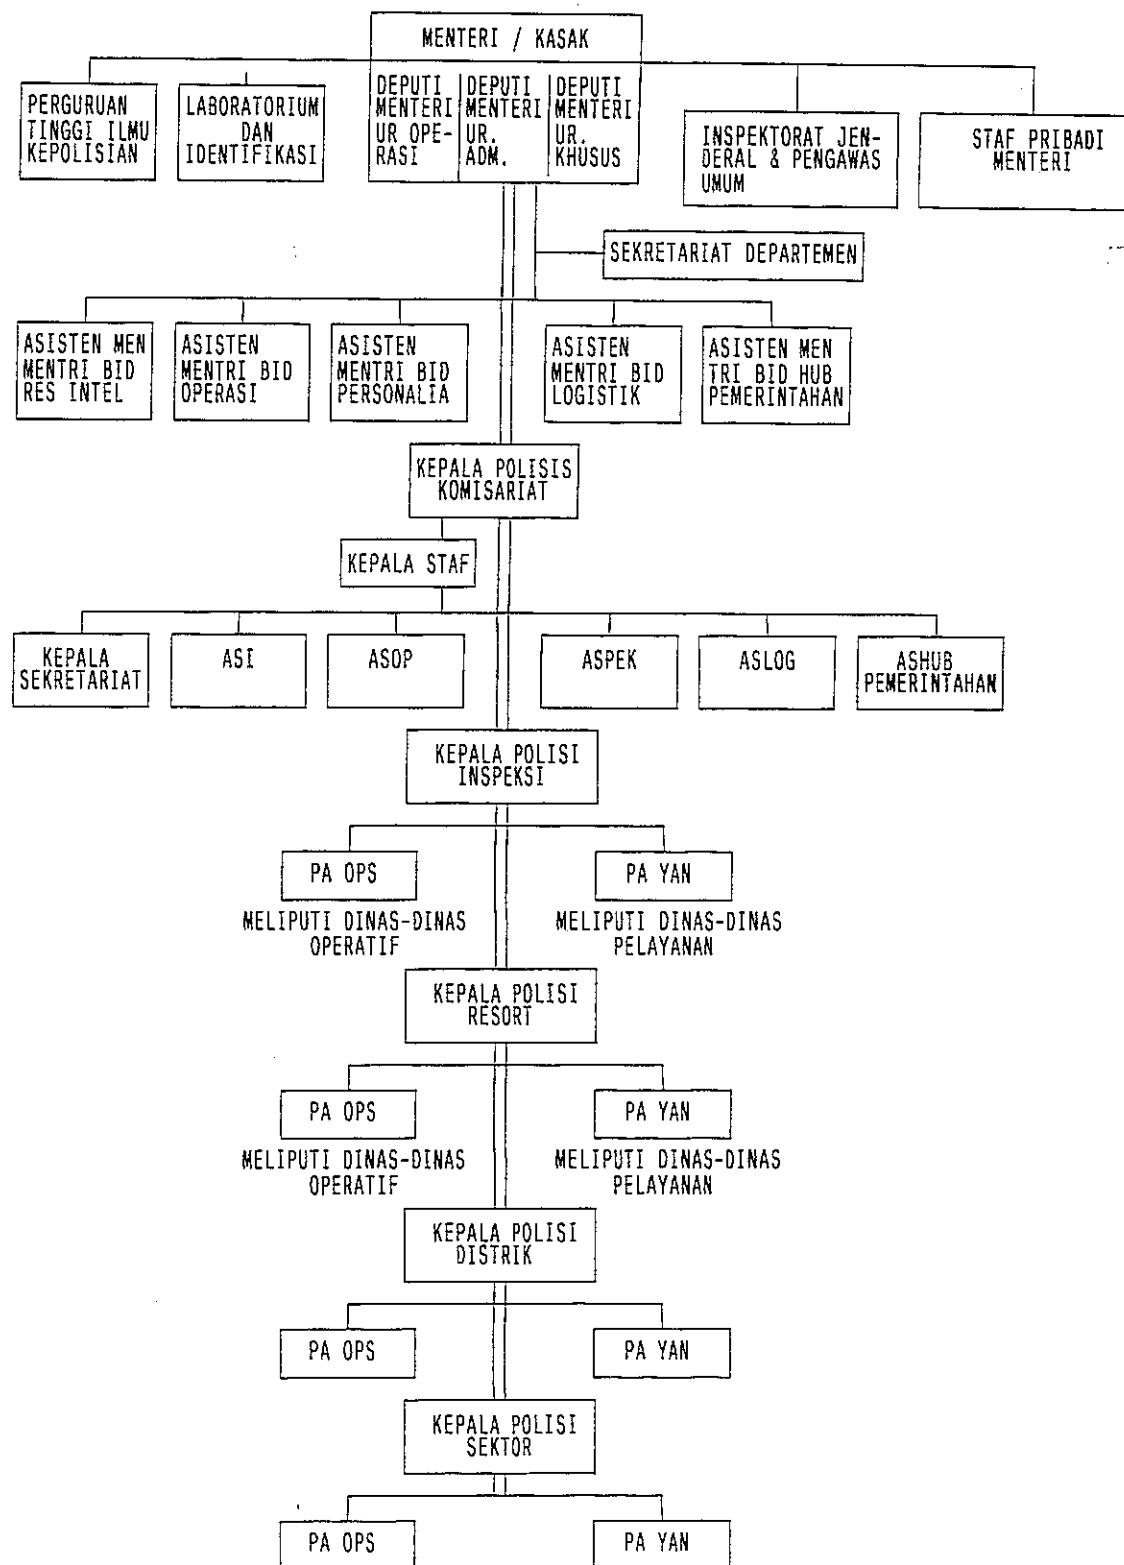 MENTERI / KASAK
PERGURUAN
TINGGI ILMU
KEPOLISIAN
LABORATORIUM
DAN
IDENTIFIKASI
DEPUTI
MENTERI
UR OPE-
RASI
DEPUTI
MENTERI
UR.
ADM.
DEPUTI
MENTERI
UR.
KHUSUS
INSPEKTORAT JEN-
DERAL & PENGAWAS
UMUM
STAF PRIBADI
MENTERI
SEKRETARIAT DEPARTEMEN
ASISTEN MEN
MENTRI BID
RES INTEL
ASISTEN
MENTRI BID
OPERASI
ASISTEN
MENTRI BID
PERSONALIA
ASISTEN
MENTRI BID
LOGISTIK
ASISTEN MEN
TRI BID HUB
PEMERINTAHAN
KEPALA POLISIS
KOMISARIAT
KEPALA STAF
KEPALA
SEKRETARIAT
ASI
ASOP
ASPEK
ASLOG
ASHUB
PEMERINTAHAN
KEPALA POLISI
INSPEKSI
PA OPS
MELIPUTI DINAS-DINAS
OPERATIF
PA YAN
MELIPUTI DINAS-DINAS
PELAYANAN
KEPALA POLISI
RESORT
PA OPS
MELIPUTI DINAS-DINAS
OPERATIF
PA YAN
MELIPUTI DINAS-DINAS
PELAYANAN
KEPALA POLISI
DISTRIK
PA OPS
PA YAN
KEPALA POLISI
SEKTOR
PA OPS
PA YAN